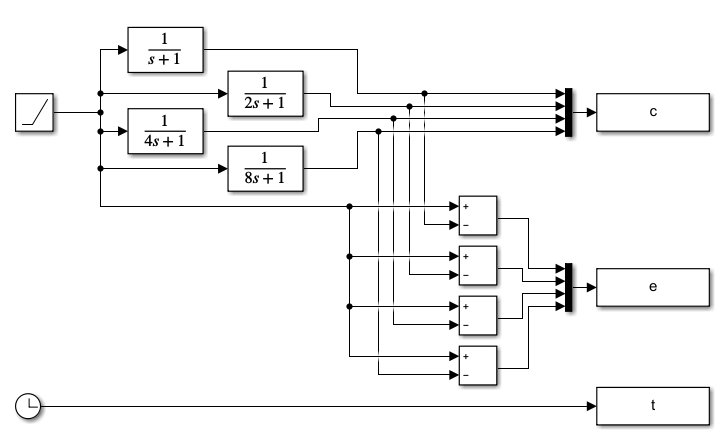 1
s + 1
1
2s + 1
1
4s + 1
1
8s + 1
c
+
−
+
−
e
+
−
+
−
t